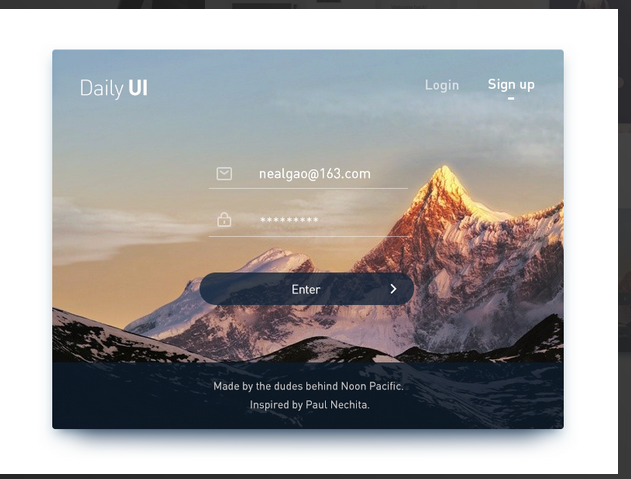 Daily UI
Login Sign up
nealgao@163.com
*********
Enter
Made by the dudes behind Noon Pacific.
Inspired by Paul Nechita.